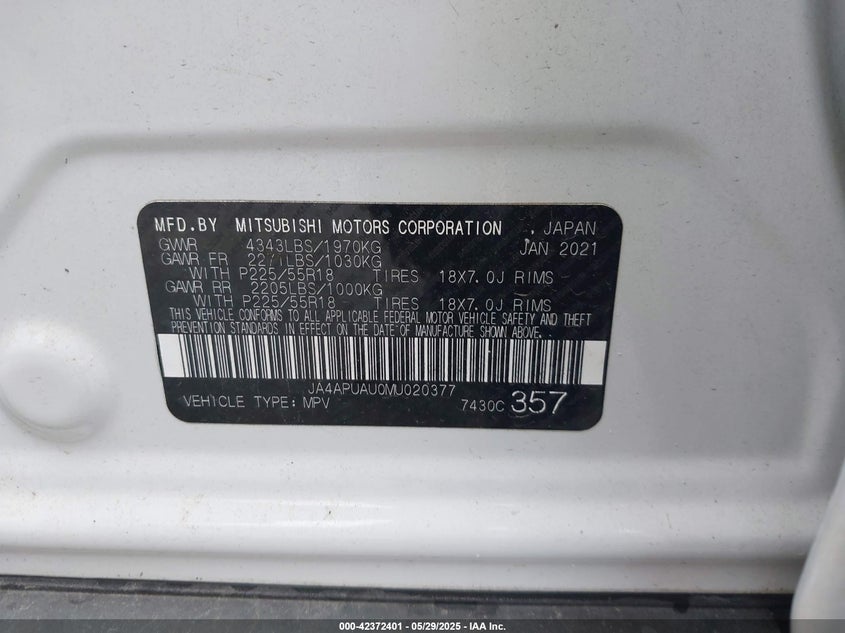 MFD.BY MITSUBISHI MOTORS CORPORATION , JAPAN
GVWR 4343LBS/1970KG JAN 2021
GAWR FR 2271LBS/1030KG
WITH P225/55R18 TIRES 18X7.0J RIMS
GAWR RR 2205LBS/1000KG
WITH P225/55R18 TIRES 18X7.0J RIMS
THIS VEHICLE CONFORMS TO ALL APPLICABLE FEDERAL MOTOR VEHICLE SAFETY AND THEFT
PREVENTION STANDARDS IN EFFECT ON THE DATE OF MANUFACTURE SHOWN ABOVE.
JA4APUAU0MU020377
VEHICLE TYPE: MPV 7430C 357
000-42372401 - 05/29/2025 - IAA Inc.